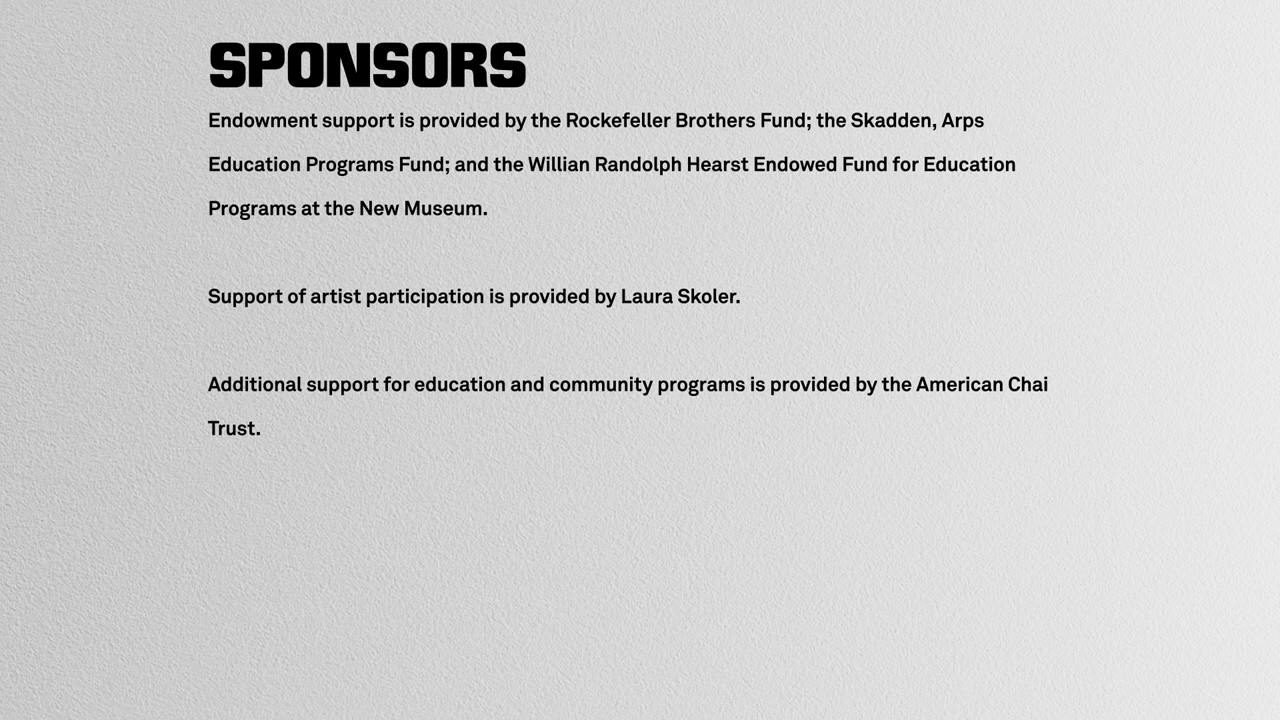 SPONSORS
Endowment support is provided by the Rockefeller Brothers Fund; the Skadden, Arps
Education Programs Fund; and the Willian Randolph Hearst Endowed Fund for Education
Programs at the New Museum.
Support of artist participation is provided by Laura Skoler.
Additional support for education and community programs is provided by the American Chai
Trust.